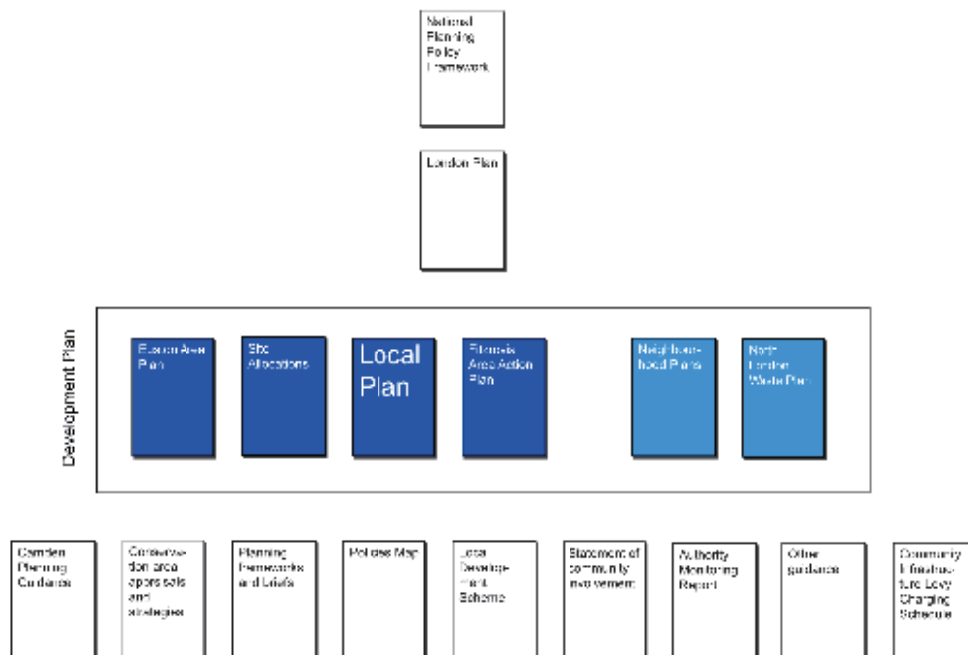 National
Planning
Policy
Framework
London Plan
Development Plan
Euston Area
Plan
Site
Allocations
Local
Plan
Fitzrovia
Area Action
Plan
Neighbour-
hood Plans
North
London
Waste Plan
Camden
Planning
Guidance
Conserva-
tion area
appraisals
and
strategies
Planning
frameworks
and briefs
Policies Map
Local
Develope-
ment
Scheme
Statement of
community
involvement
Authority
Monitoring
Report
Other
guidance
Community
Infrastruc-
ture Levy
Charging
Schedule